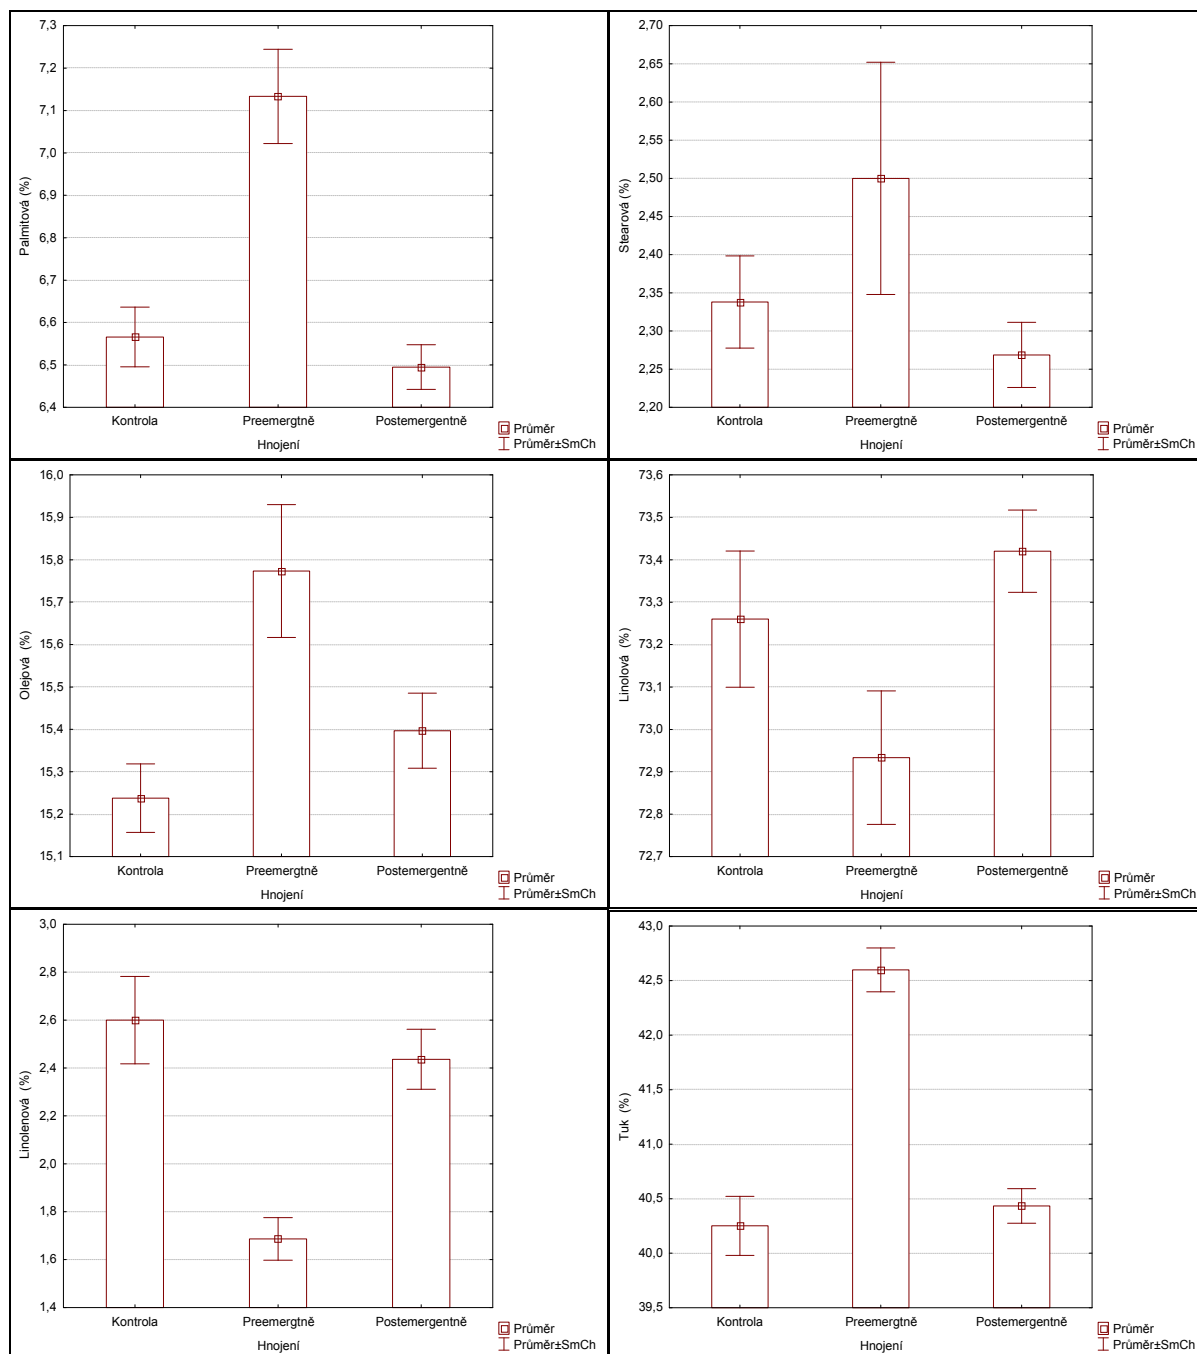 7,3
7,2
7,1
7,0
6,9
6,8
6,7
6,6
6,5
6,4
Palmitová (%)
Kontrola Preemergtně Postemergentně
Hnojení
Průměr
Průměr±SmCh
2,70
2,65
2,60
2,55
2,50
2,45
2,40
2,35
2,30
2,25
2,20
Stearová (%)
Kontrola Preemergtně Postemergentně
Hnojení
Průměr
Průměr±SmCh
16,0
15,9
15,8
15,7
15,6
15,5
15,4
15,3
15,2
15,1
Olejová (%)
Kontrola Preemergtně Postemergentně
Hnojení
Průměr
Průměr±SmCh
73,6
73,5
73,4
73,3
73,2
73,1
73,0
72,9
72,8
72,7
Linolová (%)
Kontrola Preemergtně Postemergentně
Hnojení
Průměr
Průměr±SmCh
3,0
2,8
2,6
2,4
2,2
2,0
1,8
1,6
1,4
Linolenová (%)
Kontrola Preemergtně Postemergentně
Hnojení
Průměr
Průměr±SmCh
43,0
42,5
42,0
41,5
41,0
40,5
40,0
39,5
Tuk (%)
Kontrola Preemergtně Postemergentně
Hnojení
Průměr
Průměr±SmCh